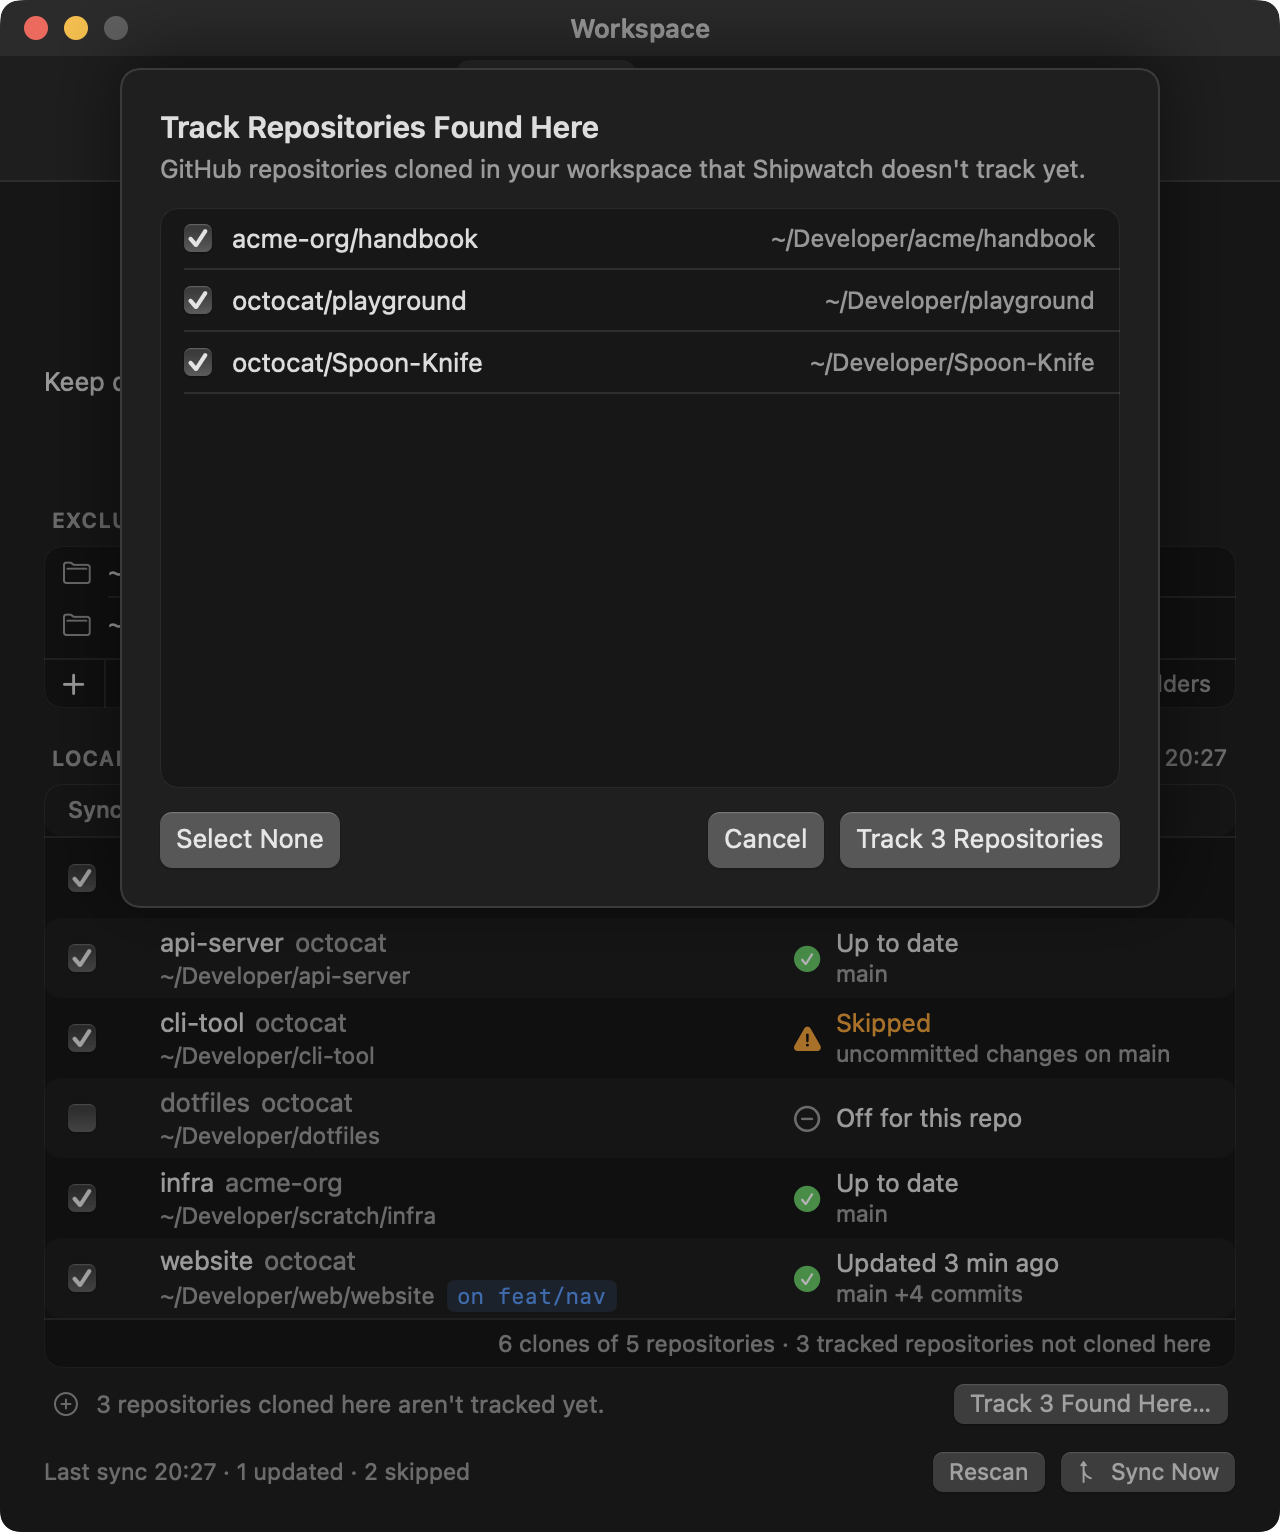 Workspace
Track Repositories Found Here
GitHub repositories cloned in your workspace that Shipwatch doesn't track yet.
acme-org/handbook ~/Developer/acme/handbook
octocat/playground ~/Developer/playground
octocat/Spoon-Knife ~/Developer/Spoon-Knife
Select None Cancel Track 3 Repositories
Keep
20:27
Sync
api-server octocat
~/Developer/api-server
Up to date
main
cli-tool octocat
~/Developer/cli-tool
Skipped
uncommitted changes on main
dotfiles octocat
~/Developer/dotfiles
Off for this repo
infra acme-org
~/Developer/scratch/infra
Up to date
main
website octocat
~/Developer/web/website on feat/nav
Updated 3 min ago
main +4 commits
6 clones of 5 repositories · 3 tracked repositories not cloned here
3 repositories cloned here aren't tracked yet. Track 3 Found Here...
Last sync 20:27 · 1 updated · 2 skipped Rescan Sync Now